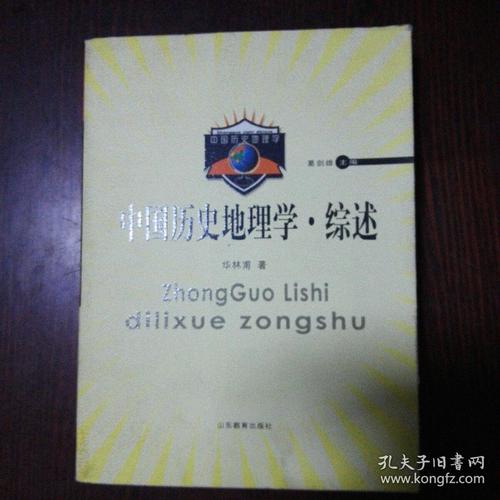 中国历史地理学
葛剑雄 主编
中国历史地理学·综述
华林甫 著
ZhongGuo Lishi
dilixue zongshu
山东教育出版社
孔夫子旧书网
www.kongfz.com